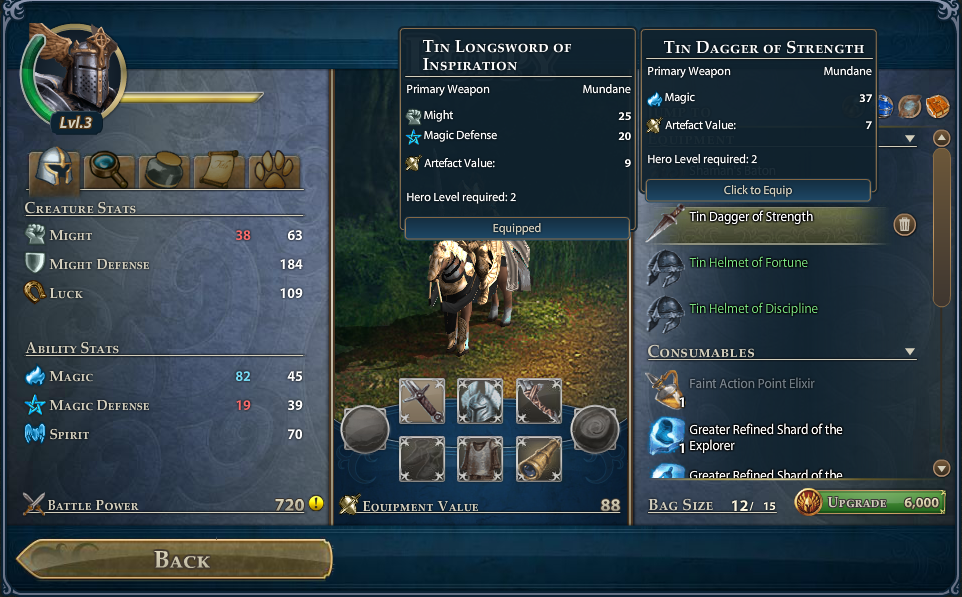 Lvl.3
CREATURE STATS
MIGHT 38 63
MIGHT DEFENSE 184
LUCK 109
ABILITY STATS
MAGIC 82 45
MAGIC DEFENSE 19 39
SPIRIT 70
BATTLE POWER 720
BACK
TIN LONGSWORD OF
INSPIRATION
Primary Weapon Mundane
Might 25
Magic Defense 20
Artefact Value: 9
Hero Level required: 2
Equipped
EQUIPMENT VALUE 88
TIN DAGGER OF STRENGTH
Primary Weapon Mundane
Magic 37
Artefact Value: 7
Hero Level required: 2
Click to Equip
Tin Dagger of Strength
Tin Helmet of Fortune
Tin Helmet of Discipline
CONSUMABLES
Faint Action Point Elixir
1
Greater Refined Shard of the
1 Explorer
Greater Refined Shard of the
BAG SIZE 12/ 15
UPGRADE 6,000